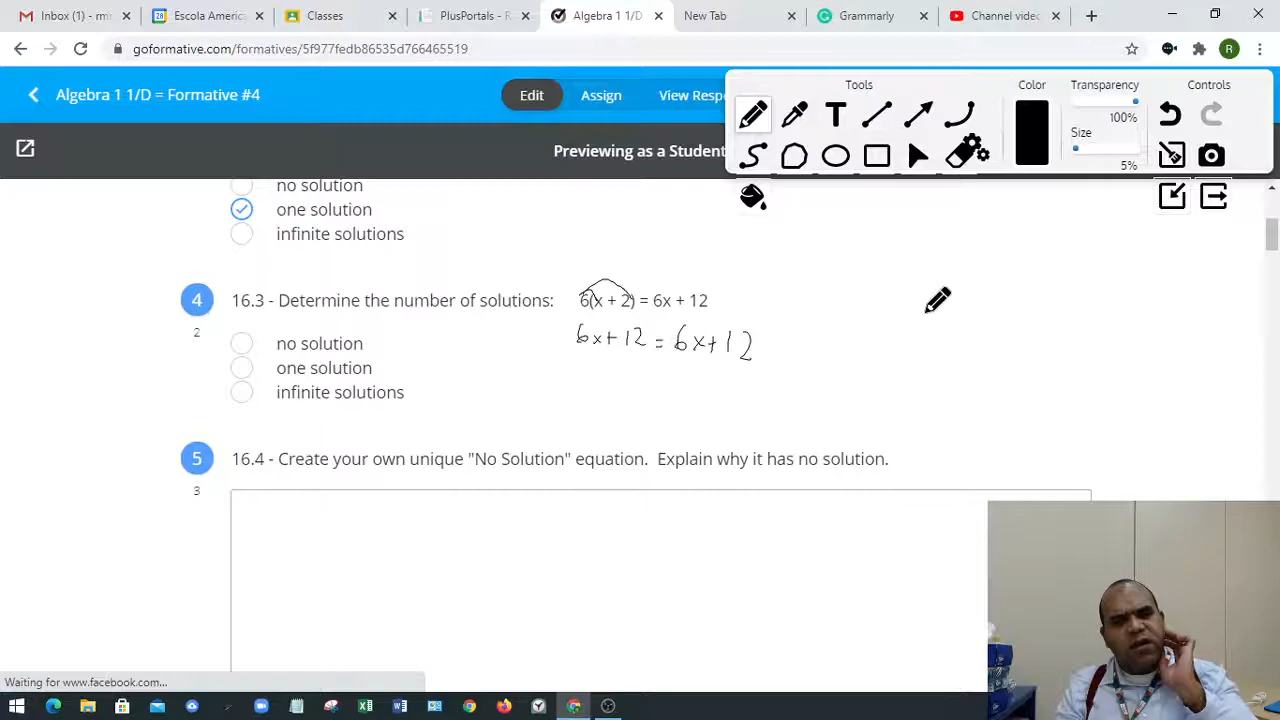 Inbox (1) - rm
Escola Améric
Classes
PlusPortals - R
Algebra 1 1/D
New Tab
Grammarly
Channel video
goformative.com/formatives/5f977fedb86535d766465519
R
Algebra 1 1/D = Formative #4
Edit
Assign
View Resp
Tools
Color
Transparency
Controls
100%
Size
5%
Previewing as a Student
no solution
one solution
infinite solutions
4
16.3 - Determine the number of solutions: 6(x + 2) = 6x + 12
2
6x+12 = 6x+12
no solution
one solution
infinite solutions
5
16.4 - Create your own unique "No Solution" equation. Explain why it has no solution.
3
Waiting for www.facebook.com...